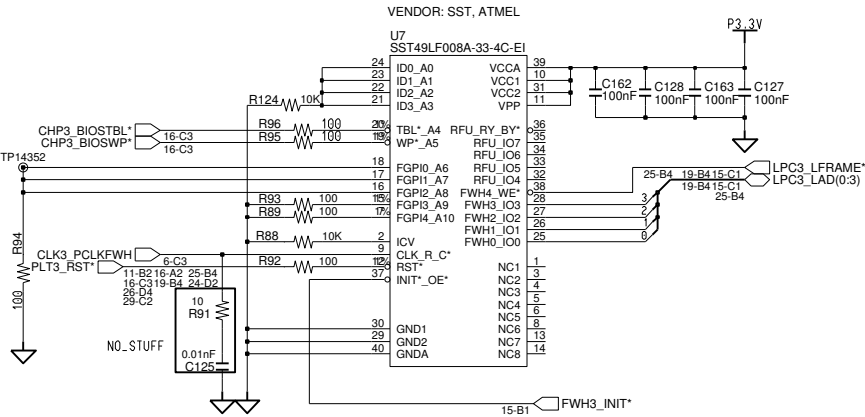 VENDOR: SST, ATMEL
P3.3V
U7
SST49LF008A-33-4C-EI
24 ID0_A0 VCCA 39
23 ID1_A1 VCC1 10
22 ID2_A2 VCC2 31
21 ID3_A3 VPP 11
C162 100nF C128 100nF C163 100nF C127 100nF
R124 10K
CHP3_BIOSTBL* 16-C3 R96 100 TBL*_A4 RFU_RY_BY* 36
CHP3_BIOSWP* 16-C3 R95 100 WP*_A5 RFU_IO7 35
RFU_IO6 34
TP14352
18 FGPI0_A6 RFU_IO5 33
17 FGPI1_A7 RFU_IO4 32
16 FGPI2_A8 FWH4_WE* 38
R93 100 FGPI3_A9 FWH3_IO3 28 3
R89 100 FGPI4_A10 FWH2_IO2 27 2
FWH1_IO1 26 1
R88 10K 2 ICV FWH0_IO0 25 0
25-B4 19-B4 15-C1 LPC3_LFRAME*
19-B4 15-C1 LPC3_LAD(0:3)
25-B4
R94
100
CLK3_PCLKFWH 6-C3 9 CLK_R_C*
PLT3_RST* R92 100 RST* NC1 1
37 INIT*_OE* NC2 3
11-B2 16-A2 25-B4
16-C3 19-B4 24-D2
26-D4
29-C2
NC3 4
NC4 5
NC5 6
30 GND1 NC6 8
29 GND2 NC7 13
40 GNDA NC8 14
10
R91
NO_STUFF
0.01nF
C125
15-B1 FWH3_INIT*